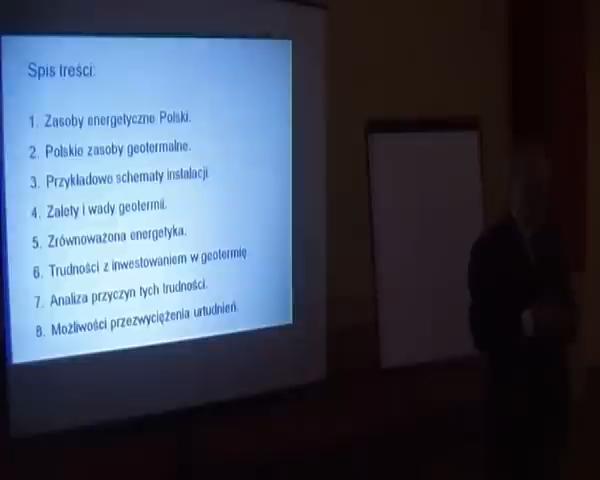 Spis treści:
1. Zasoby energetyczne Polski.
2. Polskie zasoby geotermalne.
3. Przykładowe schematy instalacji.
4. Zalety i wady geotermii.
5. Zrównoważona energetyka.
6. Trudności z inwestowaniem w geotermię.
7. Analiza przyczyn tych trudności.
8. Możliwości przezwyciężenia urtudnień.